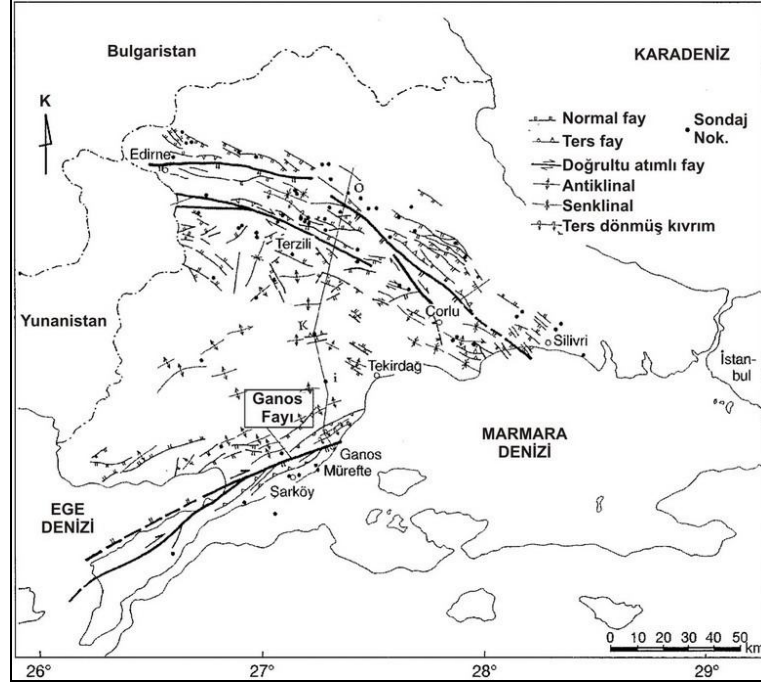 Bulgaristan
KARADENİZ
K
Normal fay
Sondaj
Nok.
Ters fay
Doğrultu atımlı fay
Antiklinal
Senklinal
Ters dönmüş kıvrım
Edirne
O
Terzili
Yunanistan
K
Çorlu
Silivri
İstan-
bul
Tekirdağ
i
Ganos
Fayı
MARMARA
DENİZİ
Ganos
Mürefte
Şarköy
EGE
DENİZİ
0 10 20 30 40 50
km
26° 27° 28° 29°